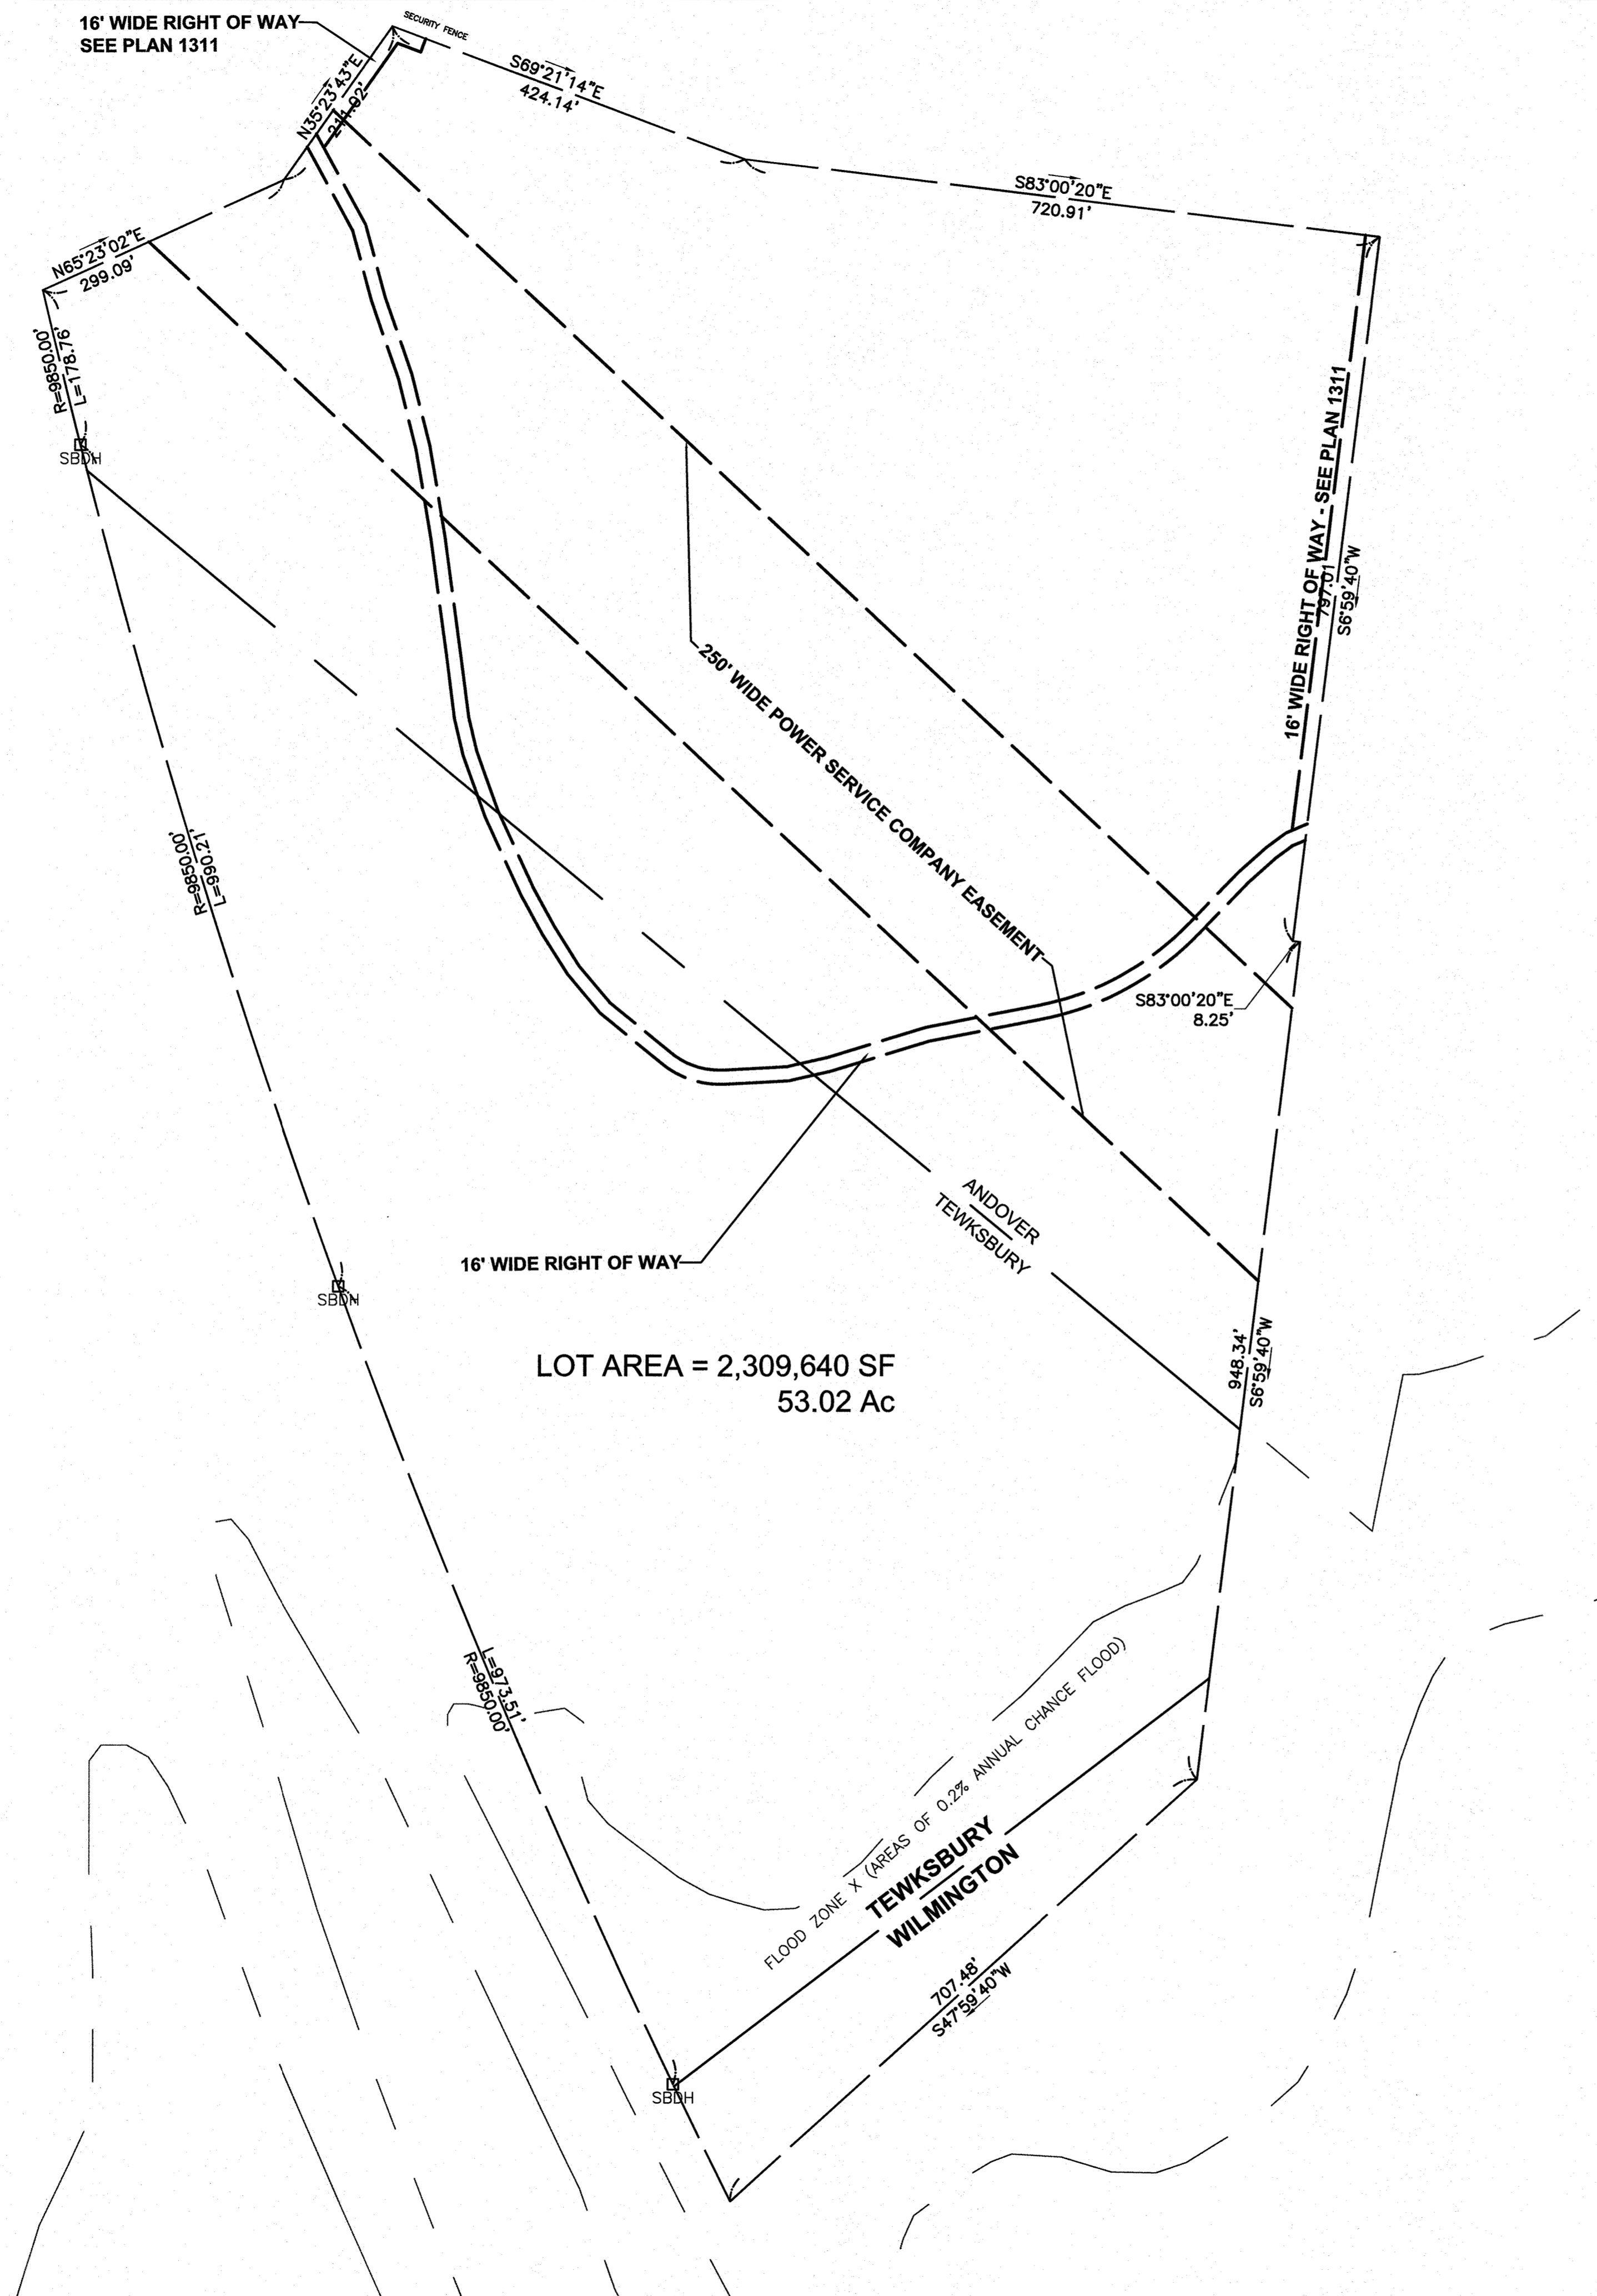 16' WIDE RIGHT OF WAY
SEE PLAN 1311
SECURITY FENCE
S69°21'14"E
424.14'
N35°23'43"E
S83°00'20"E
720.91'
N65°23'02"E
299.09'
R=9850.00'
L=178.76'
SBDH
16' WIDE RIGHT OF WAY - SEE PLAN 1311
797.01'
S6°59'40"W
250' WIDE POWER SERVICE COMPANY EASEMENT
R=9850.00'
L=990.21'
S83°00'20"E
8.25'
ANDOVER
TEWKSBURY
16' WIDE RIGHT OF WAY
SBDH
948.34'
S6°59'40"W
LOT AREA = 2,309,640 SF
53.02 Ac
L=973.51'
R=9850.00'
FLOOD ZONE X (AREAS OF 0.2% ANNUAL CHANCE FLOOD)
TEWKSBURY
WILMINGTON
707.48'
S47°59'40"W
SBDH